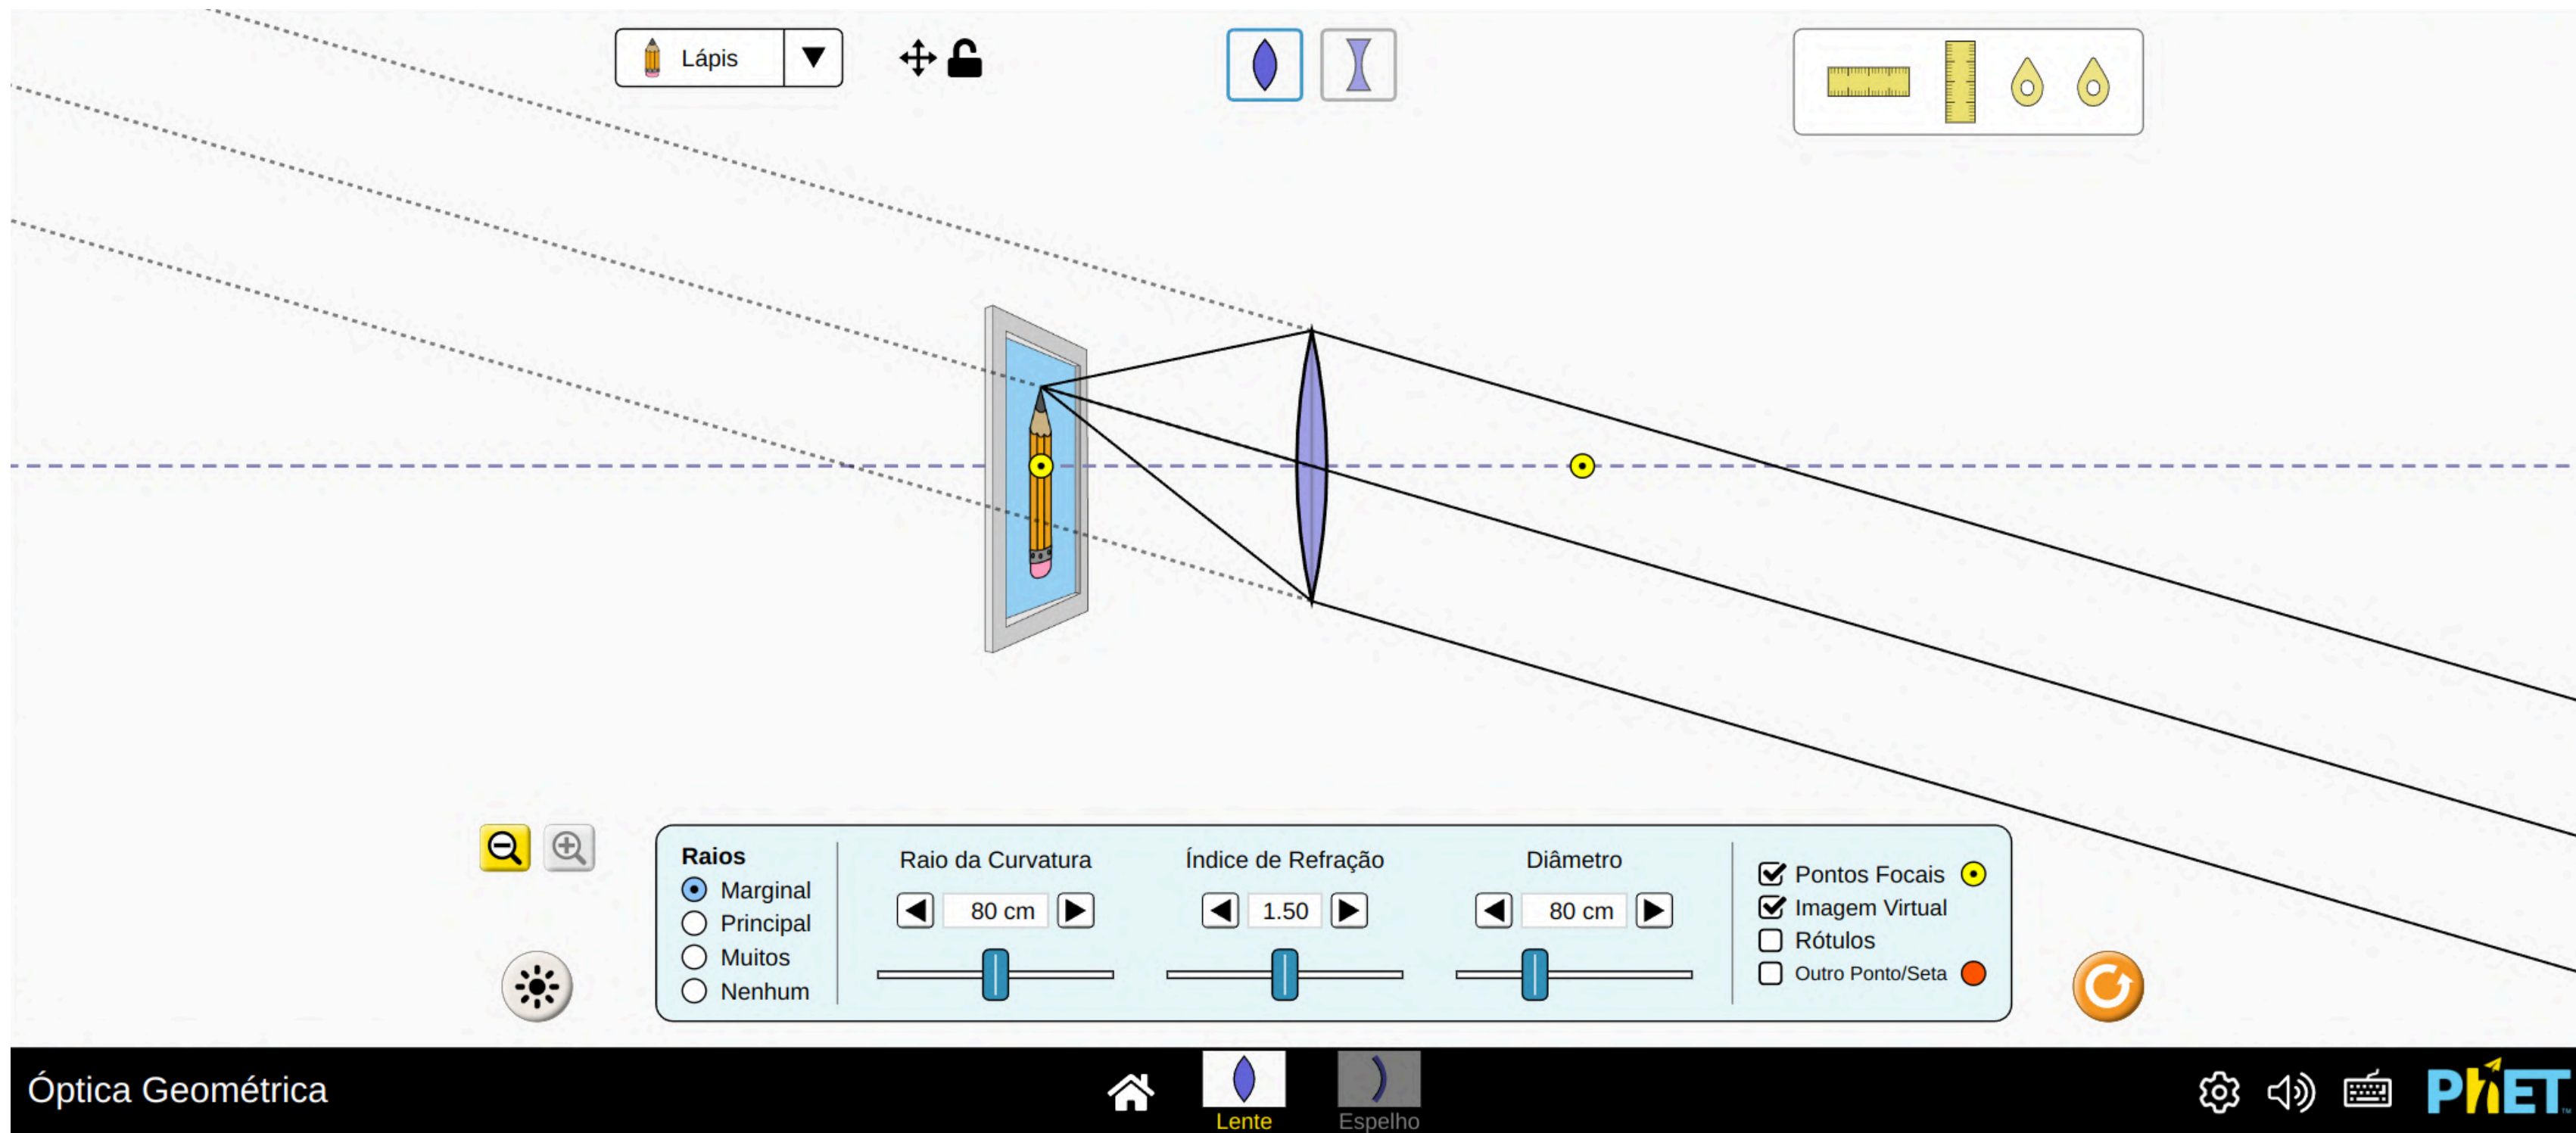 Lápis
Raios
Marginal
Principal
Muitos
Nenhum
Raio da Curvatura
80 cm
Índice de Refração
1.50
Diâmetro
80 cm
Pontos Focais
Imagem Virtual
Rótulos
Outro Ponto/Seta
Óptica Geométrica
Lente
Espelho
PhET